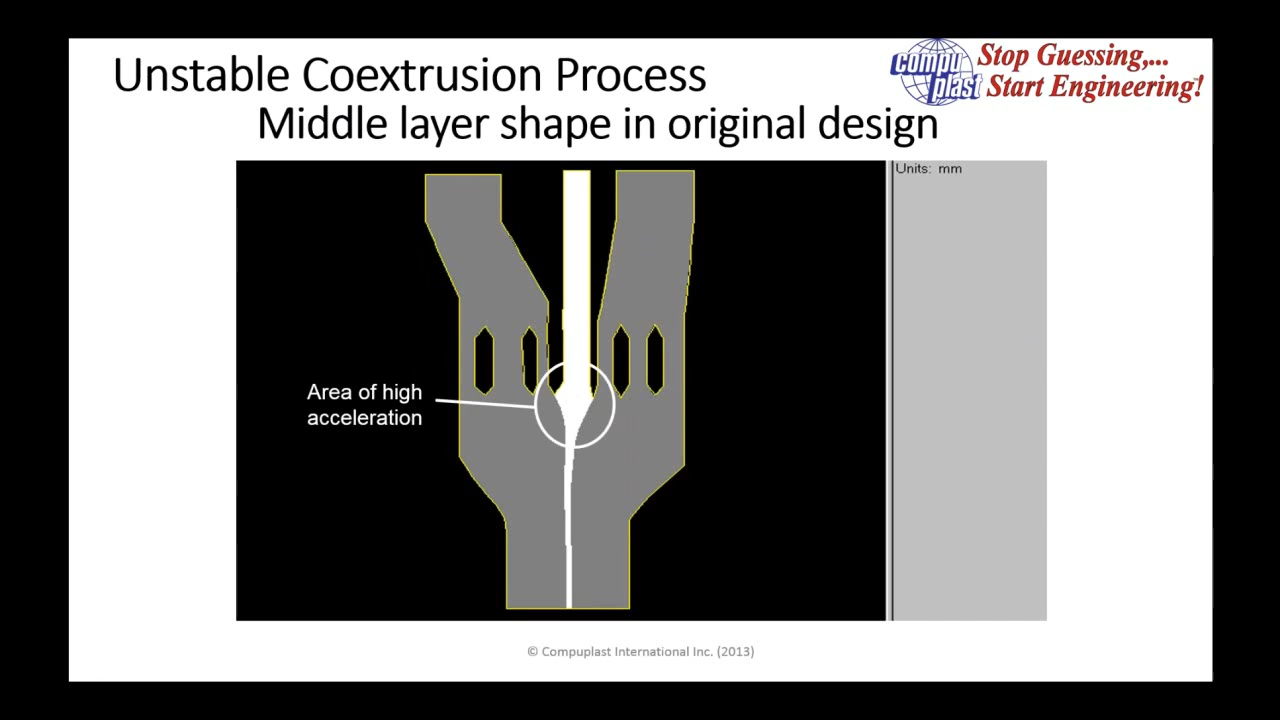 Unstable Coextrusion Process
Middle layer shape in original design
compu
plast
Stop Guessing,...
Start Engineering!
Units: mm
Area of high
acceleration
© Compuplast International Inc. (2013)